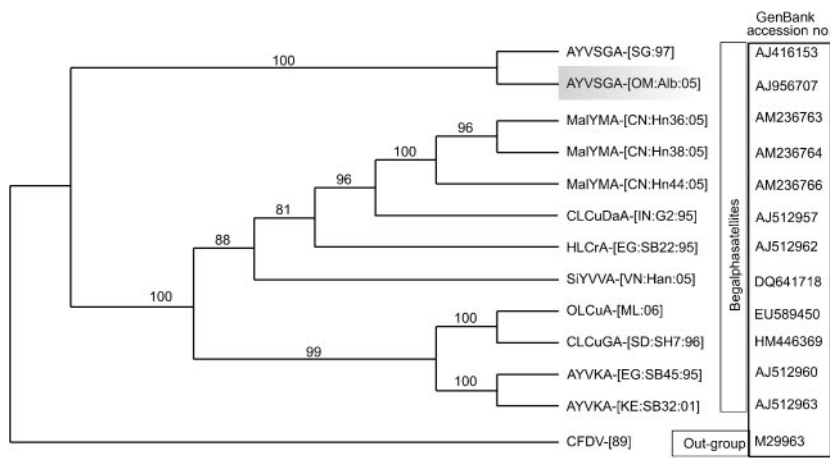 GenBank
accession no.
AYVSGA-[SG:97] AJ416153
100
AYVSGA-[OM:Alb:05] AJ956707
MalYMA-[CN:Hn36:05] AM236763
96
MalYMA-[CN:Hn38:05] AM236764
100
MalYMA-[CN:Hn44:05] AM236766
96
CLCuDaA-[IN:G2:95] AJ512957
81
HLCrA-[EG:SB22:95] AJ512962
88
SiYVVA-[VN:Han:05] DQ641718
100
OLCuA-[ML:06] EU589450
100
CLCuGA-[SD:SH7:96] HM446369
99
AYVKA-[EG:SB45:95] AJ512960
100
AYVKA-[KE:SB32:01] AJ512963
Begalphasatellites
CFDV-[89] Out-group M29963